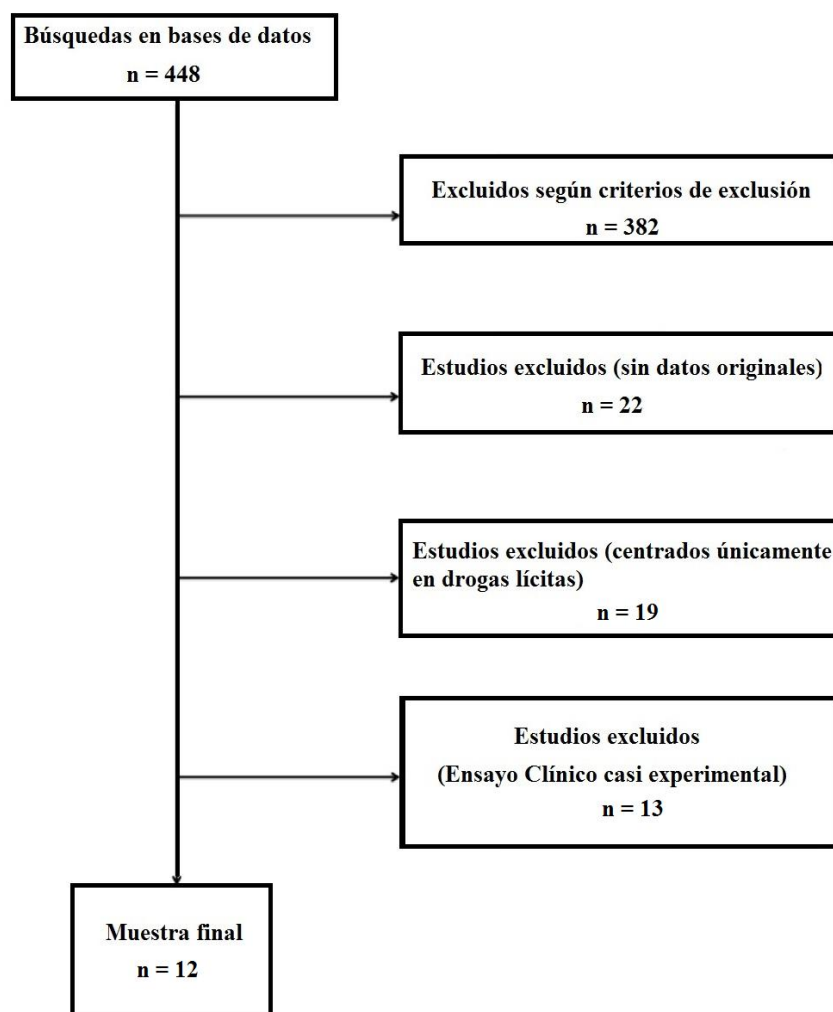 Búsquedas en bases de datos
n = 448
Excluidos según criterios de exclusión
n = 382
Estudios excluidos (sin datos originales)
n = 22
Estudios excluidos (centrados únicamente
en drogas lícitas)
n = 19
Estudios excluidos
(Ensayo Clínico casi experimental)
n = 13
Muestra final
n = 12